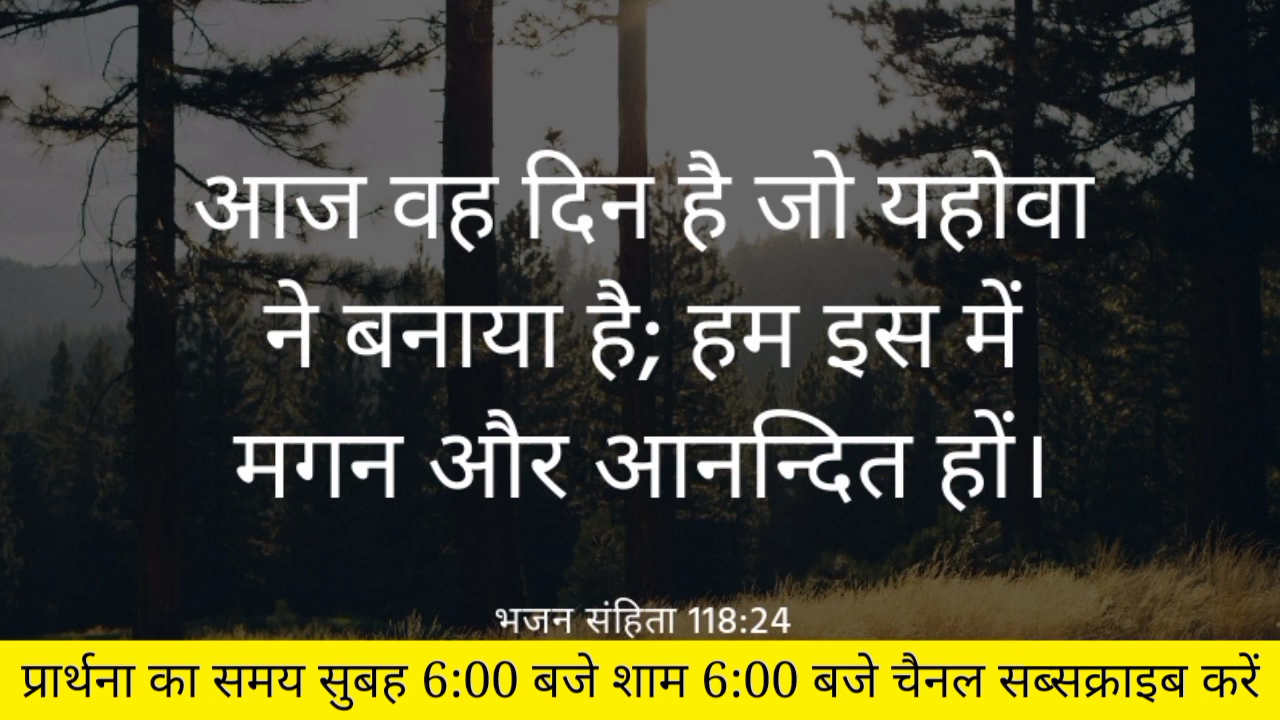 आज वह दिन है जो यहोवा
ने बनाया है; हम इस में
मगन और आनन्दित हों।
भजन संहिता 118:24
प्रार्थना का समय सुबह 6:00 बजे शाम 6:00 बजे चैनल सब्सक्राइब करें